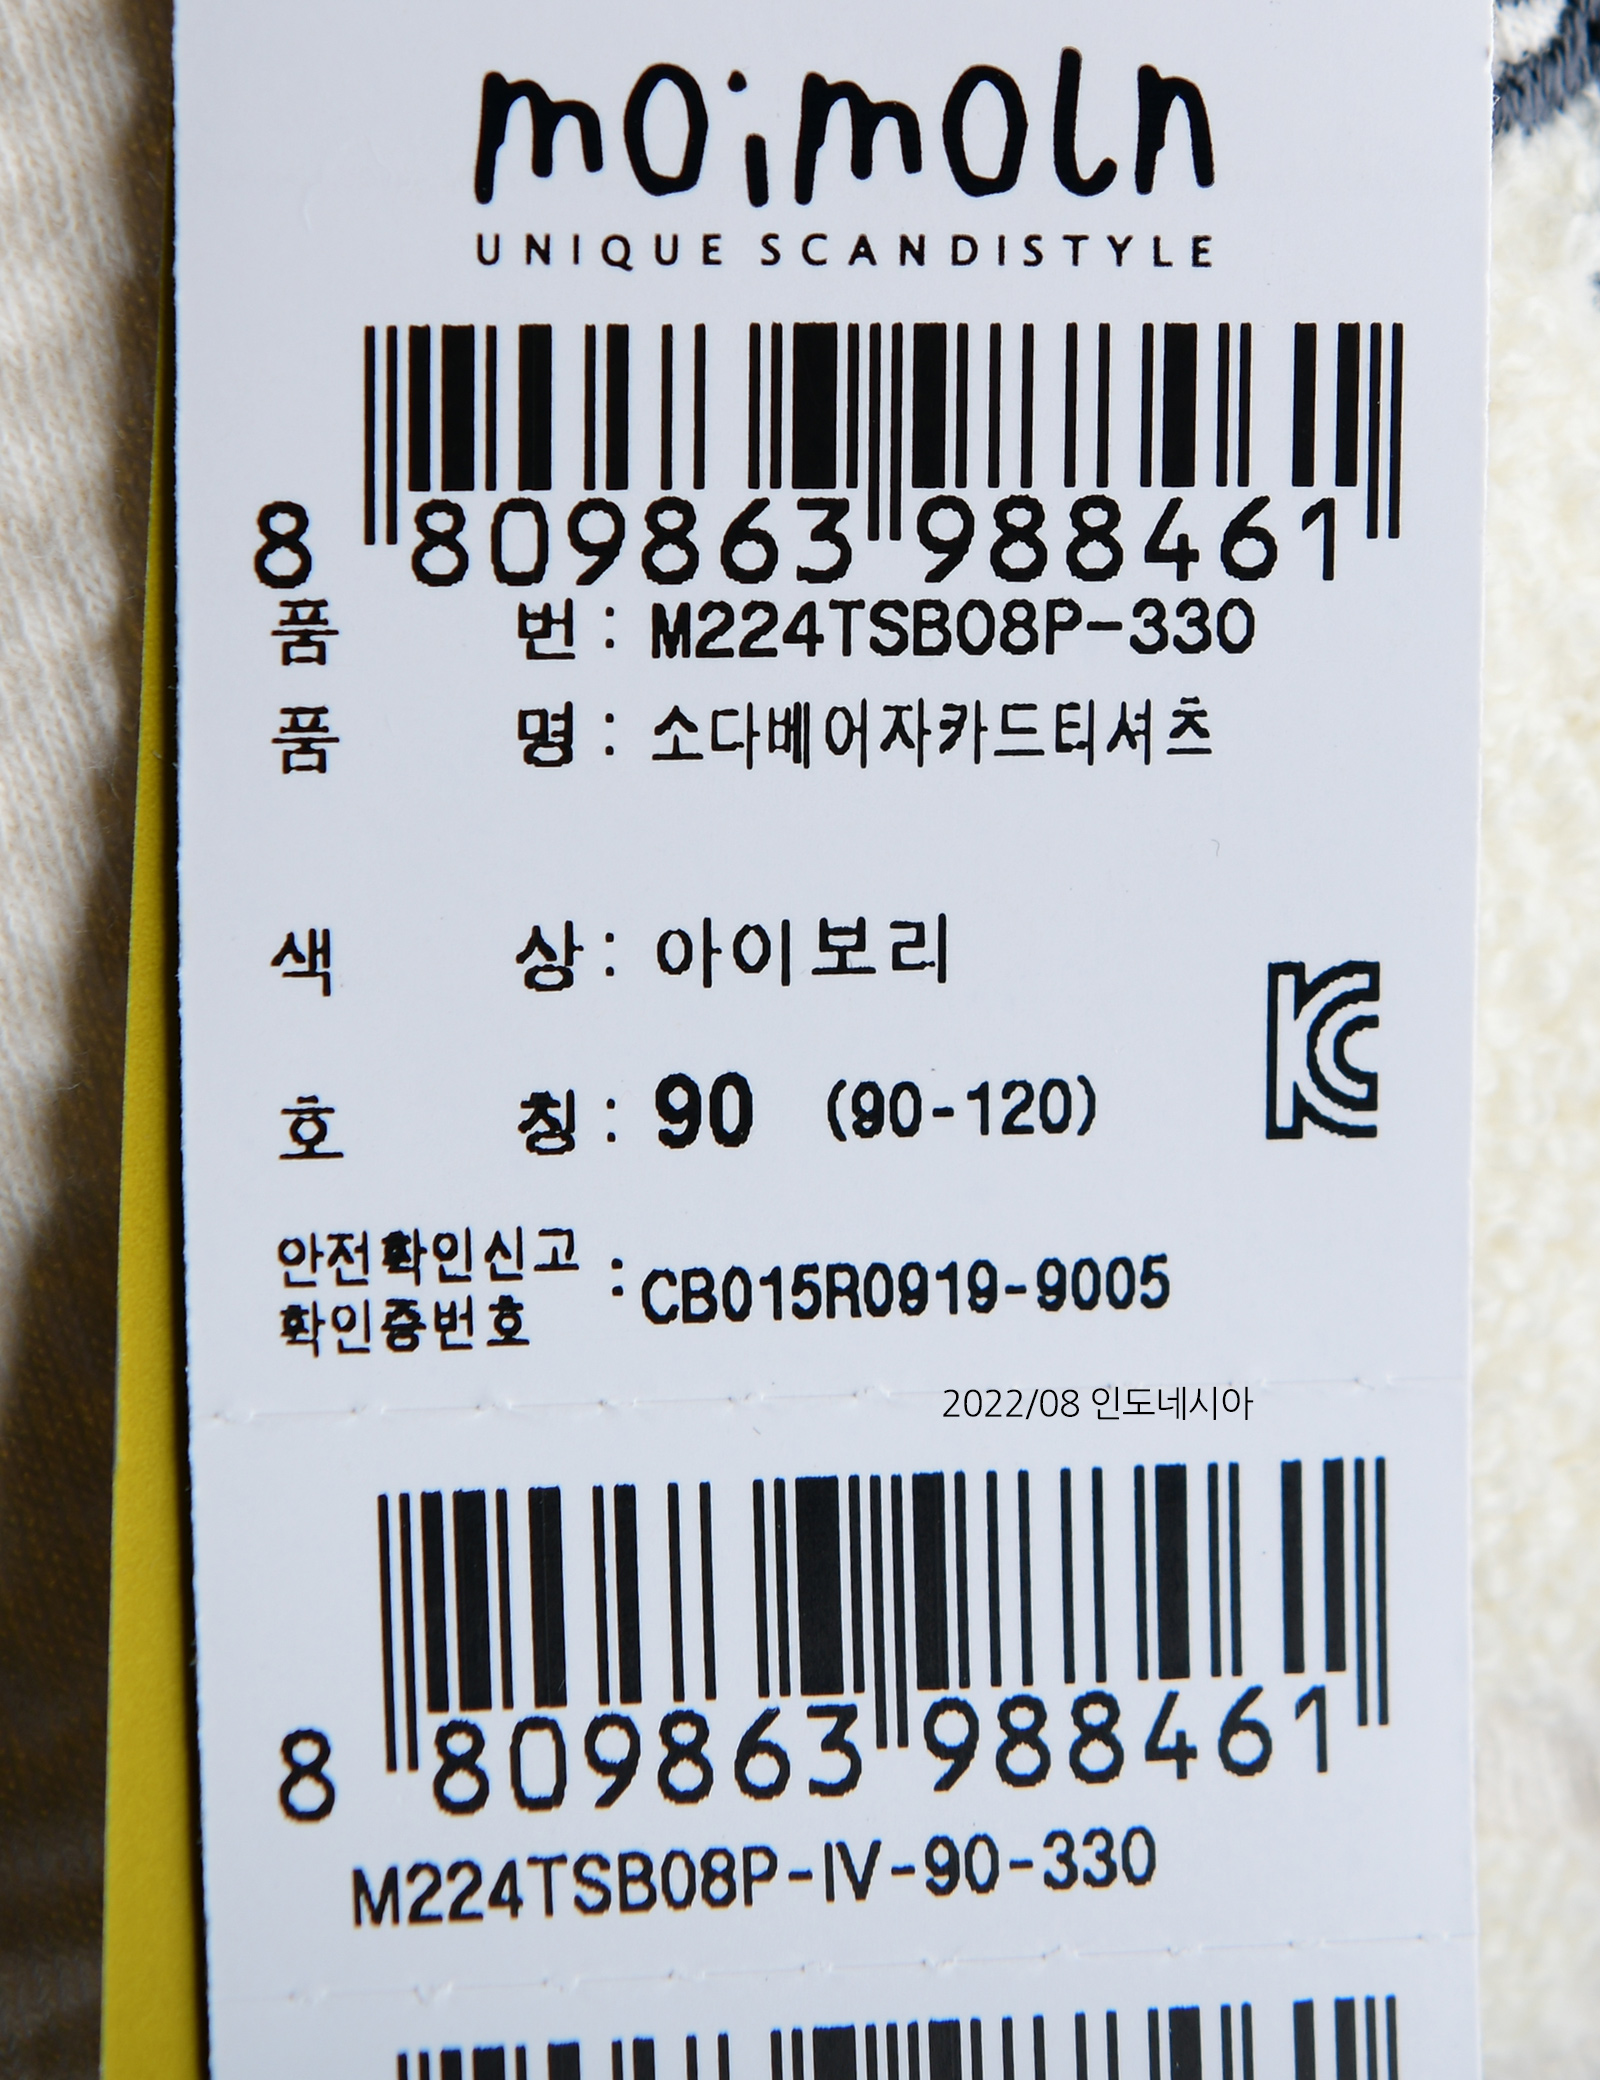 moimoln
UNIQUE SCANDISTYLE
8 809863 988461
품 번 : M224TSB08P-330
품 명 : 소다베어자카드티셔츠
색 상 : 아이보리
호 칭 : 90 (90-120)
KC
안전확인신고
확인증번호 : CB015R0919-9005
2022/08 인도네시아
8 809863 988461
M224TSB08P-IV-90-330